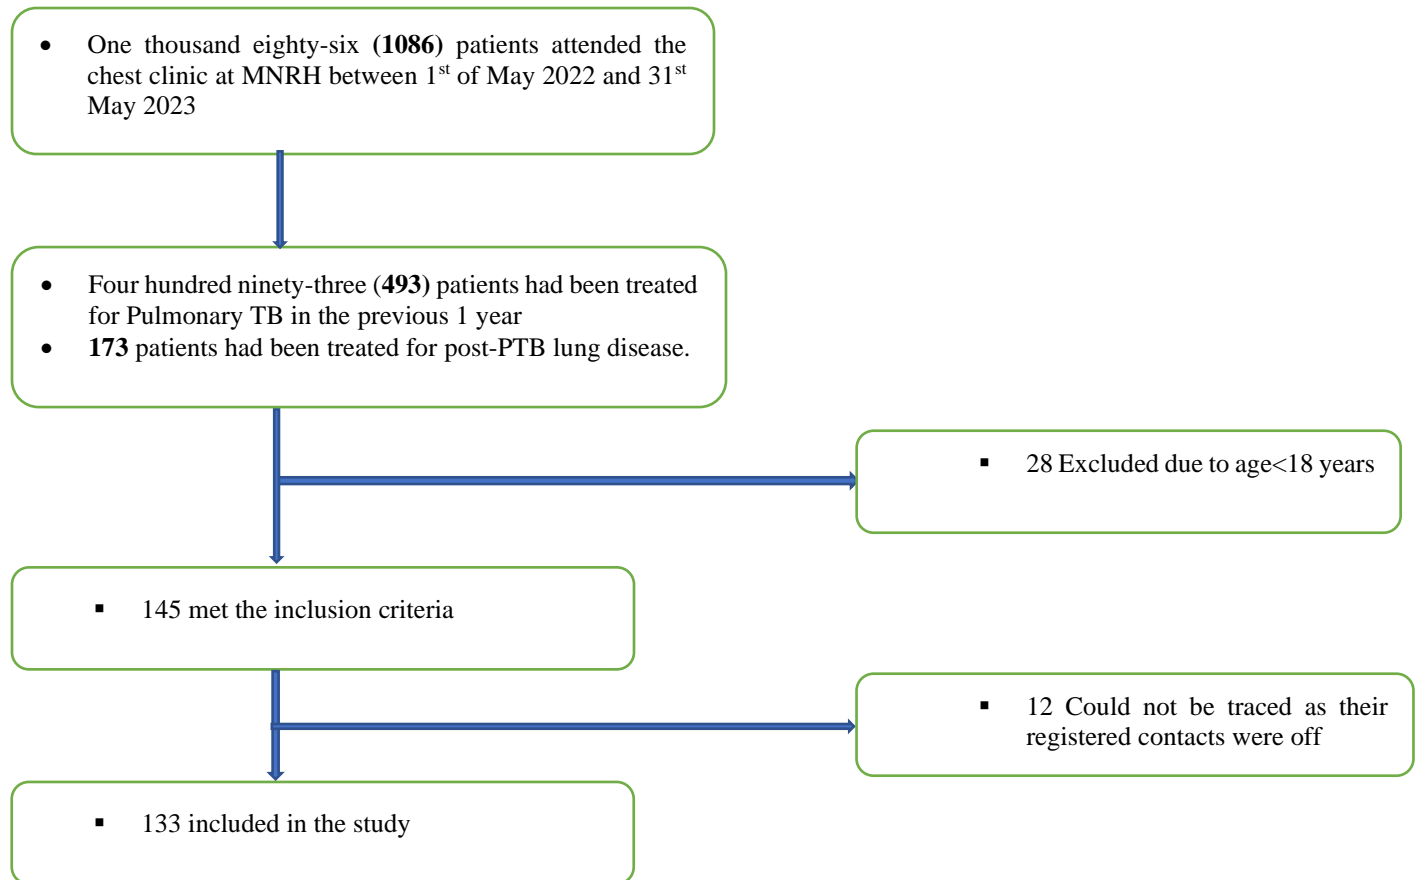 • One thousand eighty-six (1086) patients attended the
chest clinic at MNRH between 1st of May 2022 and 31st
May 2023
• Four hundred ninety-three (493) patients had been treated
for Pulmonary TB in the previous 1 year
• 173 patients had been treated for post-PTB lung disease.
▪ 28 Excluded due to age<18 years
▪ 145 met the inclusion criteria
▪ 12 Could not be traced as their
registered contacts were off
▪ 133 included in the study